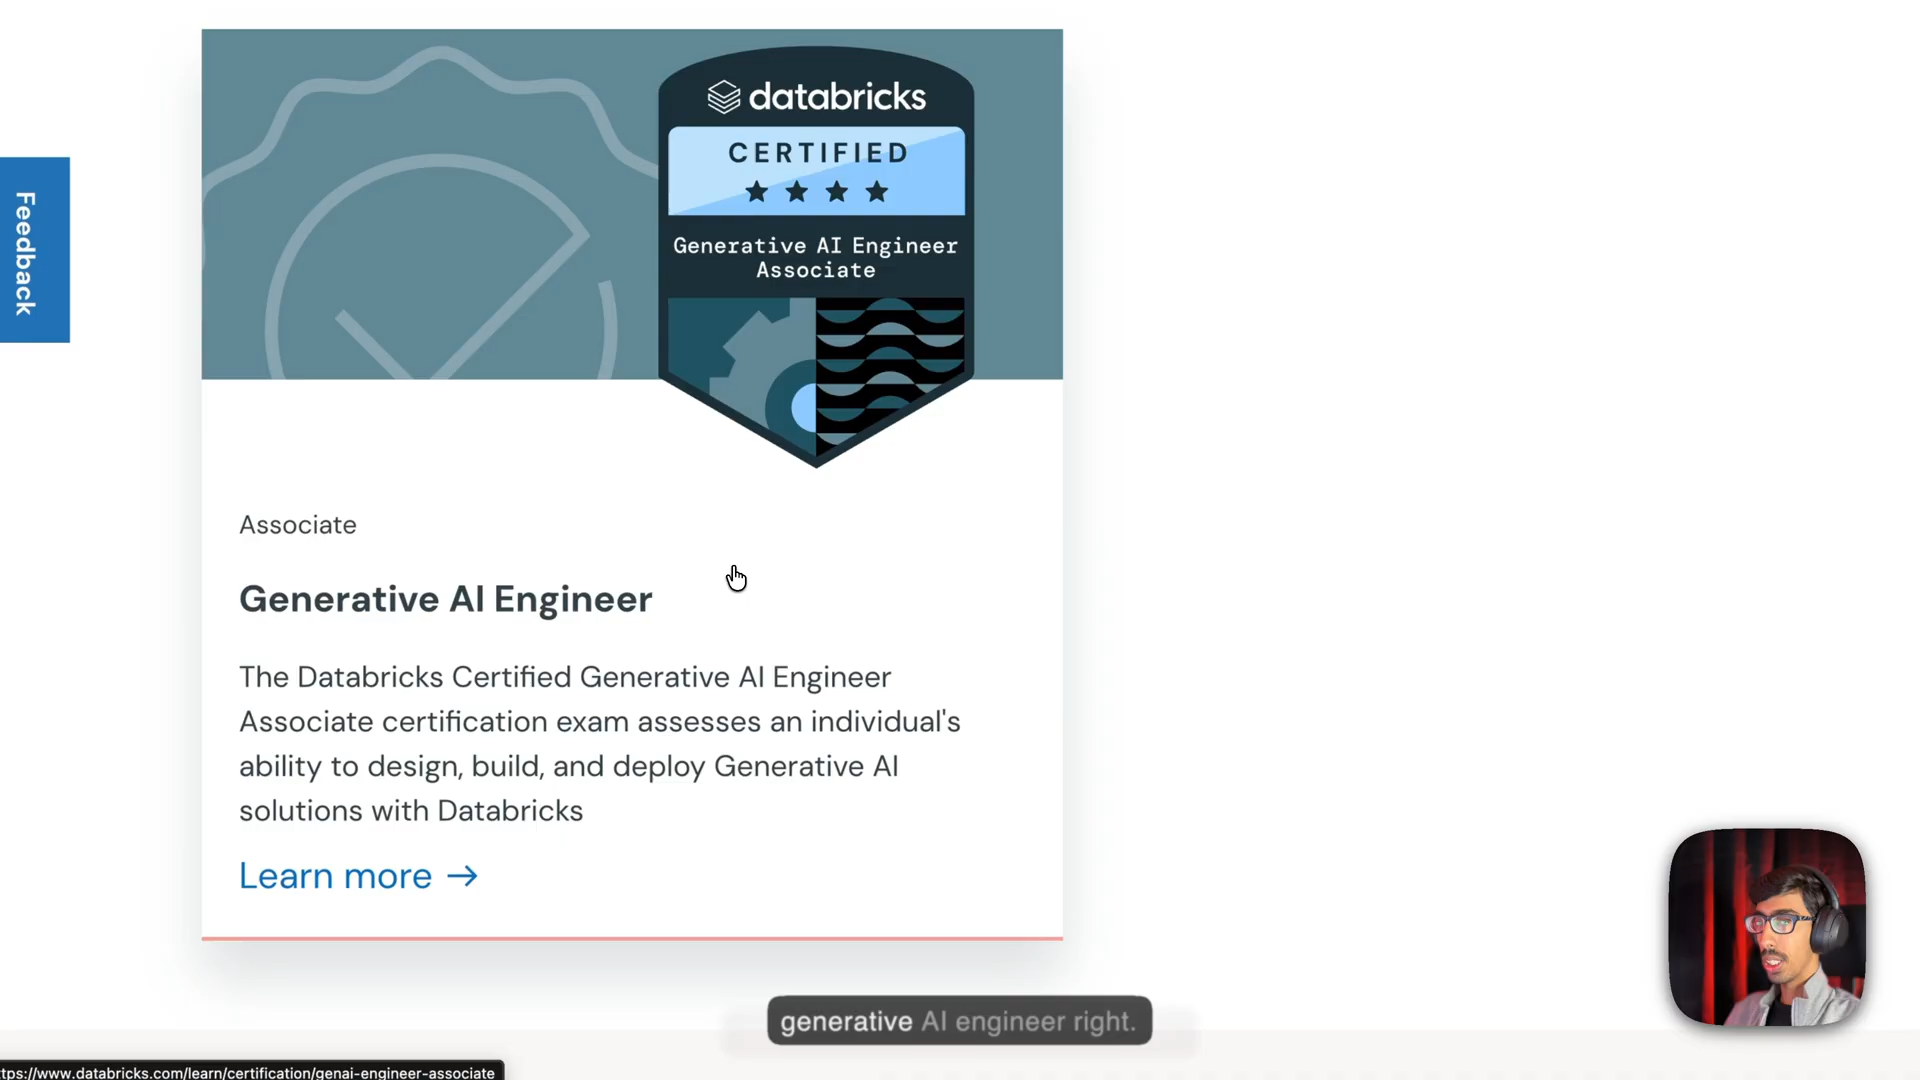 databricks
CERTIFIED
Generative AI Engineer
Associate
Feedback
Associate
Generative AI Engineer
The Databricks Certified Generative AI Engineer
Associate certification exam assesses an individual's
ability to design, build, and deploy Generative AI
solutions with Databricks
Learn more →
generative AI engineer right.
tps://www.databricks.com/learn/certification/genai-engineer-associate